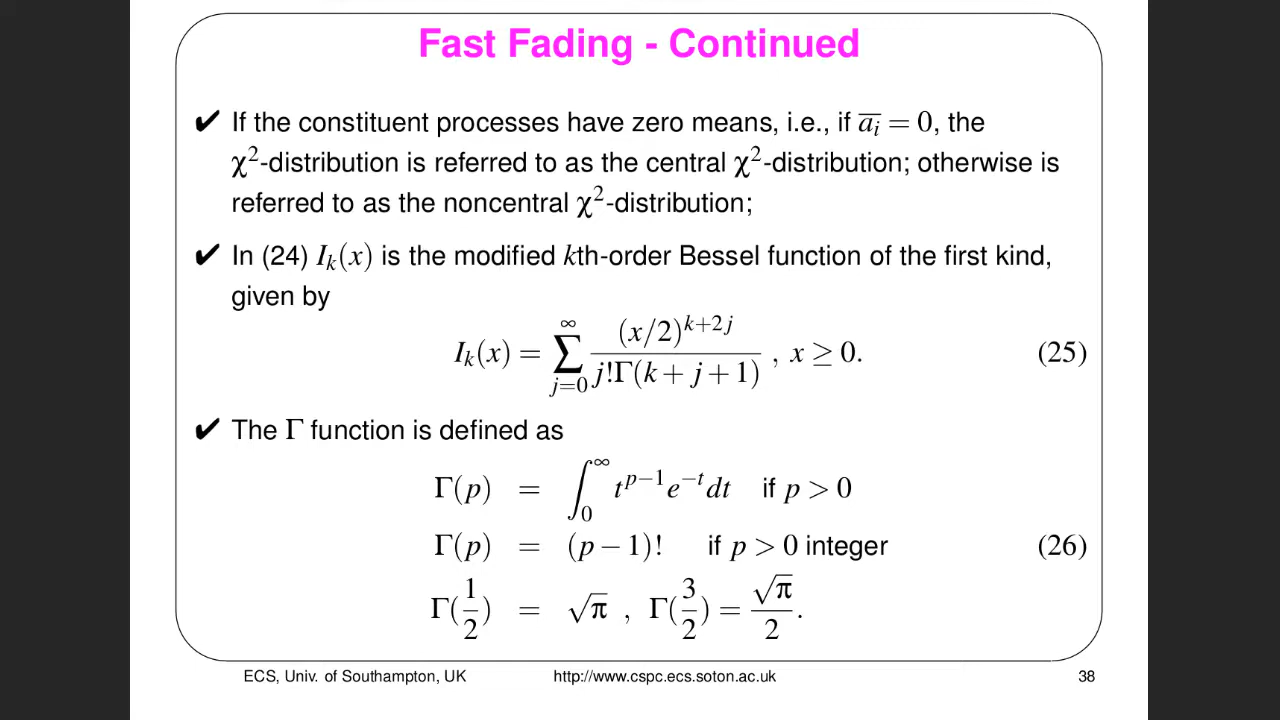 Fast Fading - Continued
✔ If the constituent processes have zero means, i.e., if $\overline{a_i} = 0$, the
χ²-distribution is referred to as the central χ²-distribution; otherwise is
referred to as the noncentral χ²-distribution;
✔ In (24) $I_k(x)$ is the modified $k$th-order Bessel function of the first kind,
given by
$I_k(x) = \sum_{j=0}^{\infty} \frac{(x/2)^{k+2j}}{j!\Gamma(k+j+1)}$ , $x \geq 0.$ (25)
✔ The Γ function is defined as
$\Gamma(p) = \int_0^{\infty} t^{p-1} e^{-t} dt$ if $p > 0$
$\Gamma(p) = (p-1)!$ if $p > 0$ integer (26)
$\Gamma(\frac{1}{2}) = \sqrt{\pi}$ , $\Gamma(\frac{3}{2}) = \frac{\sqrt{\pi}}{2}.$
ECS, Univ. of Southampton, UK http://www.cspc.ecs.soton.ac.uk 38